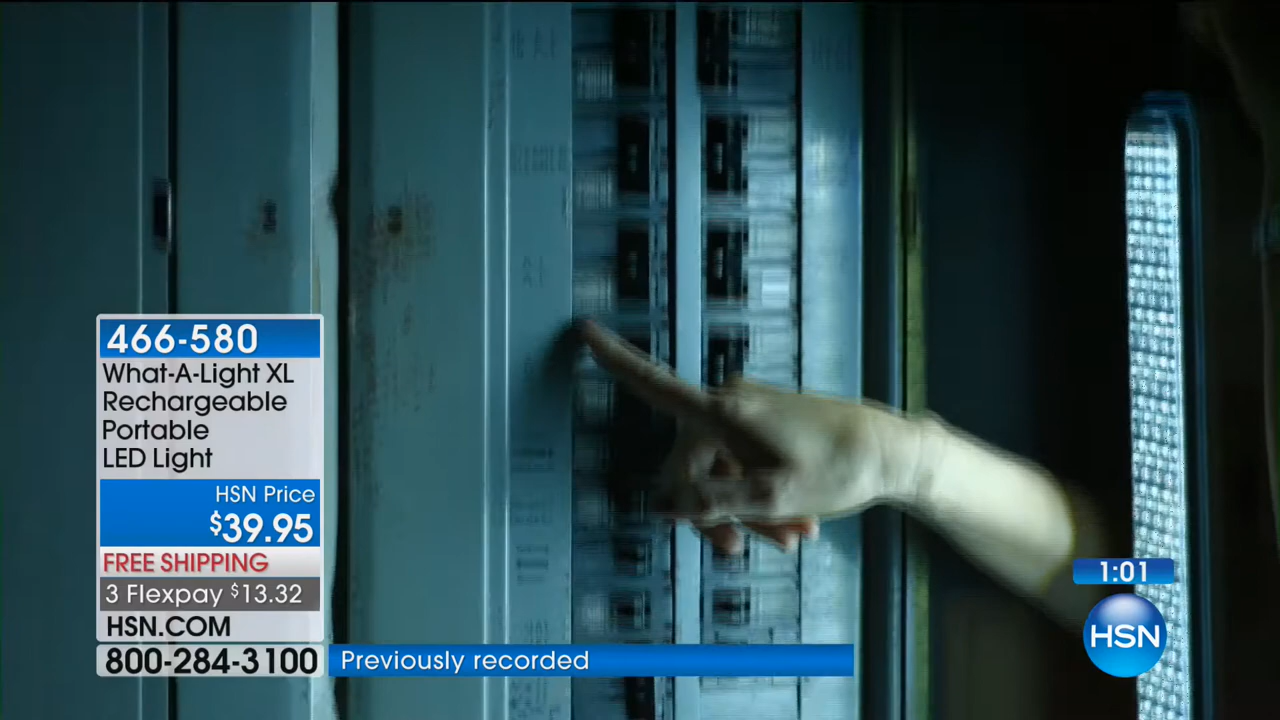 466-580
What-A-Light XL
Rechargeable
Portable
LED Light
HSN Price
$39.95
FREE SHIPPING
3 Flexpay $13.32
HSN.COM
800-284-3100
Previously recorded
1:01
HSN